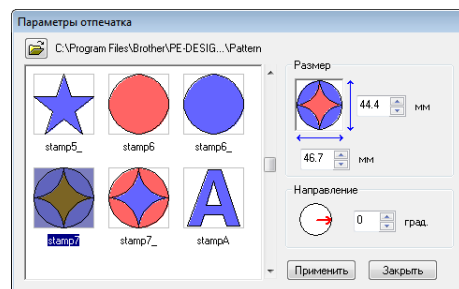 Параметры отпечатка
C:\Program Files\Brother\PE-DESIG...\Pattern
stamp5_ stamp6 stamp6_
stamp7 stamp7_ stampA
Размер
44.4 мм
46.7 мм
Направление
0 град.
Применить Закрыть